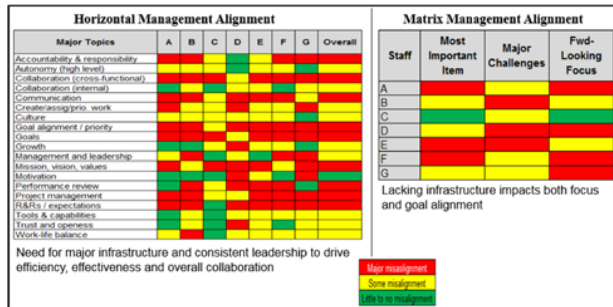 Horizontal Management Alignment
Major Topics A B C D E F G Overall
Accountability & responsibility
Autonomy (high level)
Collaboration (cross-functional)
Collaboration (internal)
Communication
Create/assig/prio. work
Culture
Goal alignment / priority
Goals
Growth
Management and leadership
Mission, vision, values
Motivation
Performance review
Project management
R&Rs / expectations
Tools & capabilities
Trust and openess
Work-life balance
Need for major infrastructure and consistent leadership to drive
efficiency, effectiveness and overall collaboration
Matrix Management Alignment
Staff Most Important Item Major Challenges Fwd-Looking Focus
A
B
C
D
E
F
G
Lacking infrastructure impacts both focus
and goal alignment
Major misaslignment
Some misalignment
Little to no misalignment